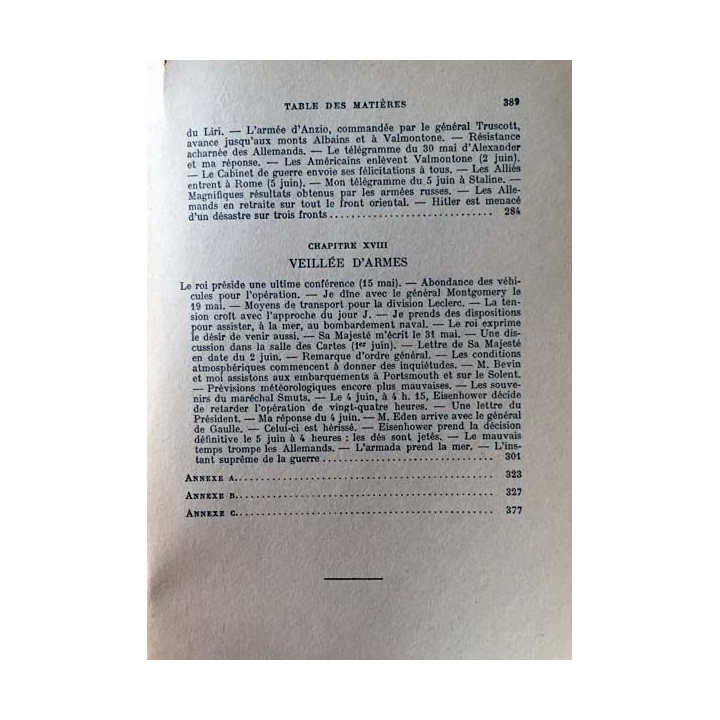 TABLE DES MATIÈRES 389
du Liri. — L'armée d'Anzio, commandée par le général Truscott,
avance jusqu'aux monts Albains et à Valmontone. — Résistance
acharnée des Allemands. — Le télégramme du 30 mai d'Alexander
et ma réponse. — Les Américains enlèvent Valmontone (2 juin).
— Le Cabinet de guerre envoie ses félicitations à tous. — Les Alliés
entrent à Rome (5 juin). — Mon télégramme du 5 juin à Staline. —
Magnifiques résultats obtenus par les armées russes. — Les Alle-
mands en retraite sur tout le front oriental. — Hitler est menacé
d'un désastre sur trois fronts.............................. 284
CHAPITRE XVIII
VEILLÉE D'ARMES
Le roi préside une ultime conférence (15 mai). — Abondance des véhi-
cules pour l'opération. — Je dîne avec le général Montgomery le
19 mai. — Moyens de transport pour la division Leclerc. — La ten-
sion croît avec l'approche du jour J. — Je prends des dispositions
pour assister, à la mer, au bombardement naval. — Le roi exprime
le désir de venir aussi. — Sa Majesté m'écrit le 31 mai. — Une dis-
cussion dans la salle des Cartes (1er juin). — Lettre de Sa Majesté
en date du 2 juin. — Remarque d'ordre général. — Les conditions
atmosphériques commencent à donner des inquiétudes. — M. Bevin
et moi assistons aux embarquements à Portsmouth et sur le Solent.
— Prévisions météorologiques encore plus mauvaises. — Les souve-
nirs du maréchal Smuts. — Le 4 juin, à 4 h. 15, Eisenhower décide
de retarder l'opération de vingt-quatre heures. — Une lettre du
Président. — Ma réponse du 4 juin. — M. Eden arrive avec le général
de Gaulle. — Celui-ci est hérissé. — Eisenhower prend la décision
définitive le 5 juin à 4 heures : les dés sont jetés. — Le mauvais
temps trompe les Allemands. — L'armada prend la mer. — L'ins-
tant suprême de la guerre.............................. 301
ANNEXE A.............................. 323
ANNEXE B.............................. 327
ANNEXE C.............................. 377